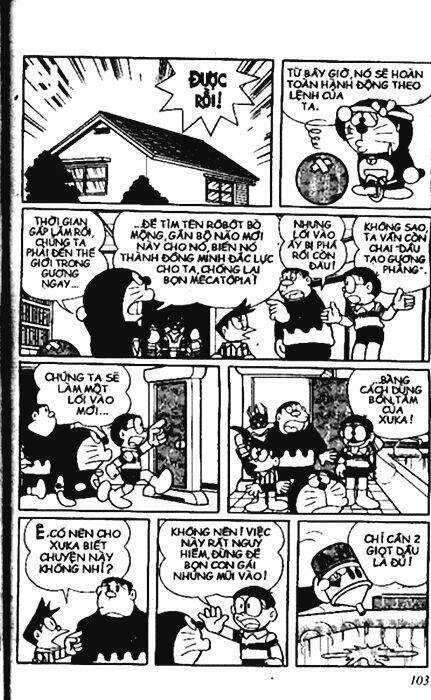 ĐƯỢC
RỒI!
TỪ BÂY GIỜ, NÓ SẼ HOÀN
TOÀN HÀNH ĐỘNG THEO
LỆNH CỦA
TA.
THỜI GIAN
GẤP LẮM RỒI,
CHÚNG TA
PHẢI ĐẾN THẾ
GIỚI TRONG
GƯƠNG
NGAY...
...ĐỂ TÌM TÊN RÔBỐT BỌ
MỘNG, GẮN BỘ NÃO MỚI
NÀY CHO NÓ, BIẾN NÓ
THÀNH ĐỒNG MINH ĐẮC LỰC
CHO TA, CHỐNG LẠI
BỌN MÊCATÔPIA!
NHƯNG
LỐI VÀO
ẤY BỊ PHÁ
RỒI CÒN
ĐÂU!
KHÔNG SAO,
TA VẪN CÒN
CHAI "DẦU
TẠO GƯƠNG
PHẲNG"...
CHÚNG TA SẼ
LÀM MỘT
LỐI VÀO
MỚI...
...BẰNG
CÁCH DÙNG
BỒN TẮM
CỦA
XUKA!
Ê, CÓ NÊN CHO
XUKA BIẾT
CHUYỆN NÀY
KHÔNG NHỈ?
KHÔNG NÊN! VIỆC
NÀY RẤT NGUY
HIỂM, ĐỪNG ĐỂ
BỌN CON GÁI
NHÚNG MŨI VÀO!
CHỈ CẦN 2
GIỌT DẦU
LÀ ĐỦ!
103